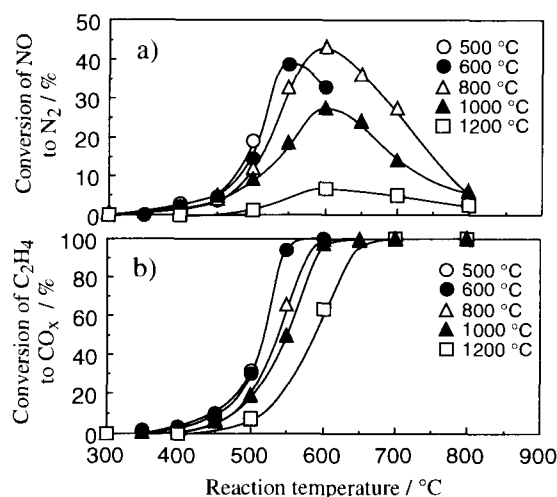 Conversion of NO
to N2 / %
50
40
30
20
10
0
a)
500 °C
600 °C
800 °C
1000 °C
1200 °C
Conversion of C2H4
to COx / %
100
80
60
40
20
0
b)
500 °C
600 °C
800 °C
1000 °C
1200 °C
300 400 500 600 700 800 900
Reaction temperature / °C